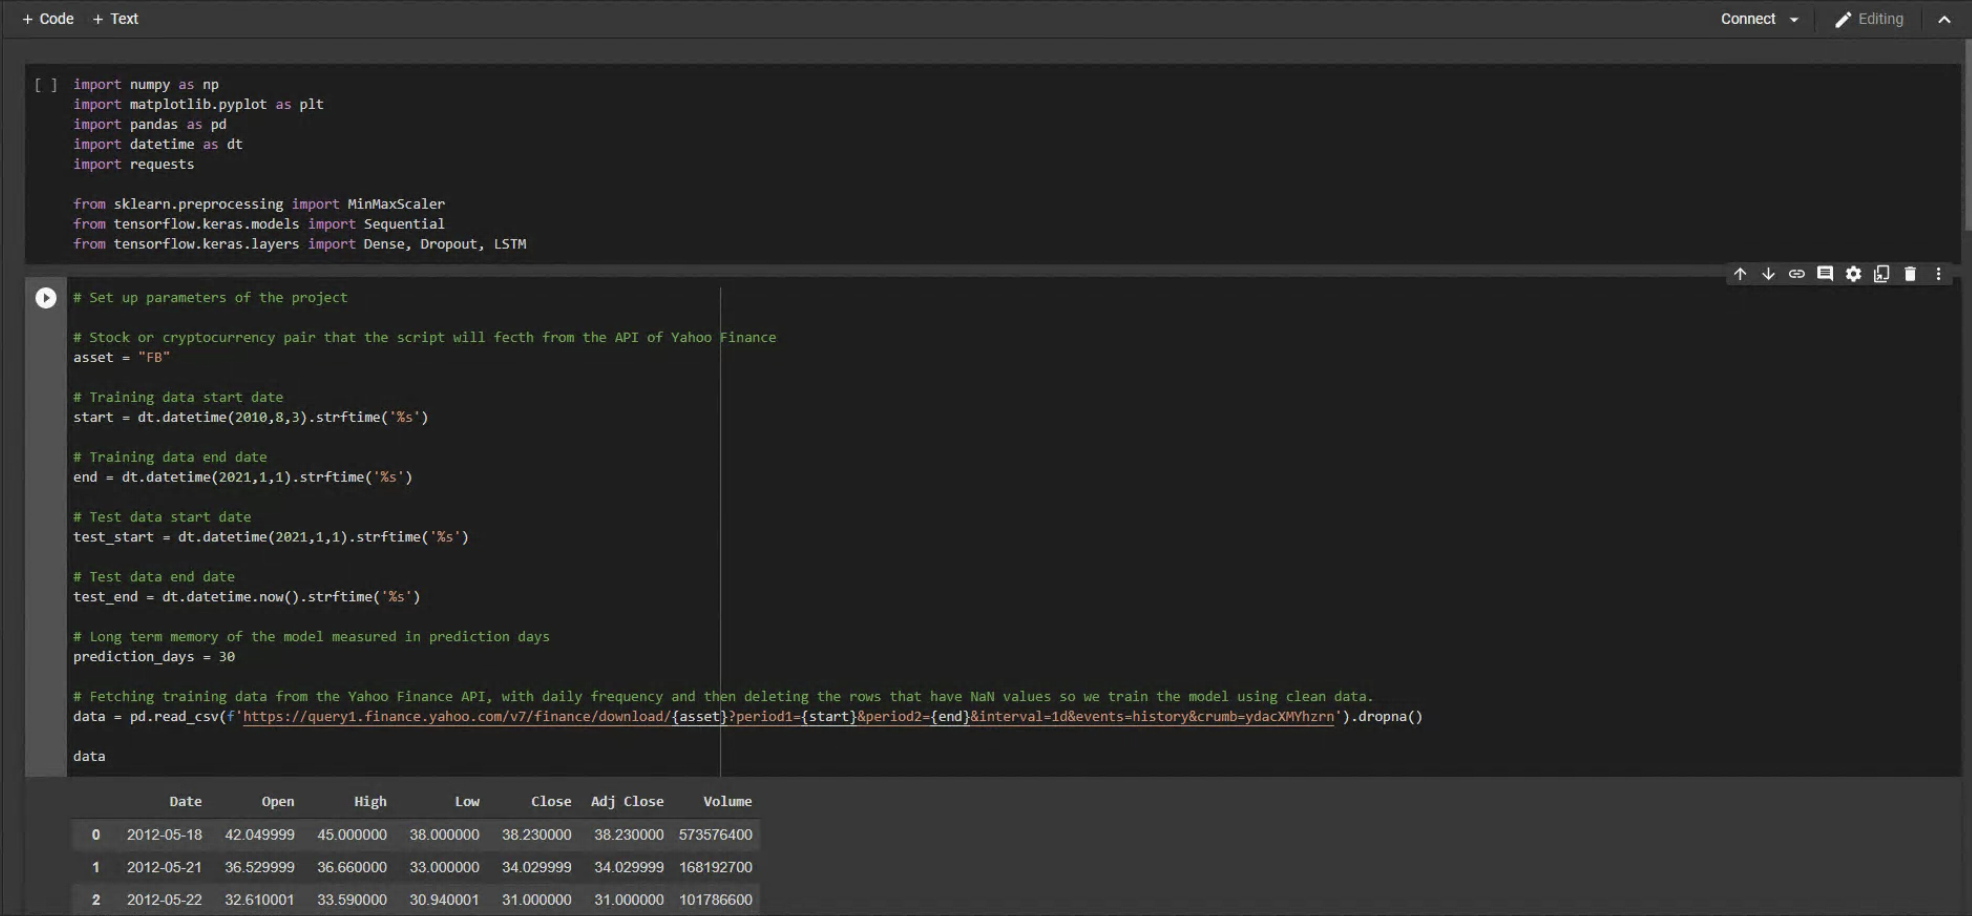 + Code + Text Connect Editing
[ ] import numpy as np
import matplotlib.pyplot as plt
import pandas as pd
import datetime as dt
import requests
from sklearn.preprocessing import MinMaxScaler
from tensorflow.keras.models import Sequential
from tensorflow.keras.layers import Dense, Dropout, LSTM
# Set up parameters of the project
# Stock or cryptocurrency pair that the script will fecth from the API of Yahoo Finance
asset = "FB"
# Training data start date
start = dt.datetime(2010,8,3).strftime('%s')
# Training data end date
end = dt.datetime(2021,1,1).strftime('%s')
# Test data start date
test_start = dt.datetime(2021,1,1).strftime('%s')
# Test data end date
test_end = dt.datetime.now().strftime('%s')
# Long term memory of the model measured in prediction days
prediction_days = 30
# Fetching training data from the Yahoo Finance API, with daily frequency and then deleting the rows that have NaN values so we train the model using clean data.
data = pd.read_csv(f'https://query1.finance.yahoo.com/v7/finance/download/{asset}?period1={start}&period2={end}&interval=1d&events=history&crumb=ydacXMYhzrn').dropna()
data
Date Open High Low Close Adj Close Volume
0 2012-05-18 42.049999 45.000000 38.000000 38.230000 38.230000 573576400
1 2012-05-21 36.529999 36.660000 33.000000 34.029999 34.029999 168192700
2 2012-05-22 32.610001 33.590000 30.940001 31.000000 31.000000 101786600